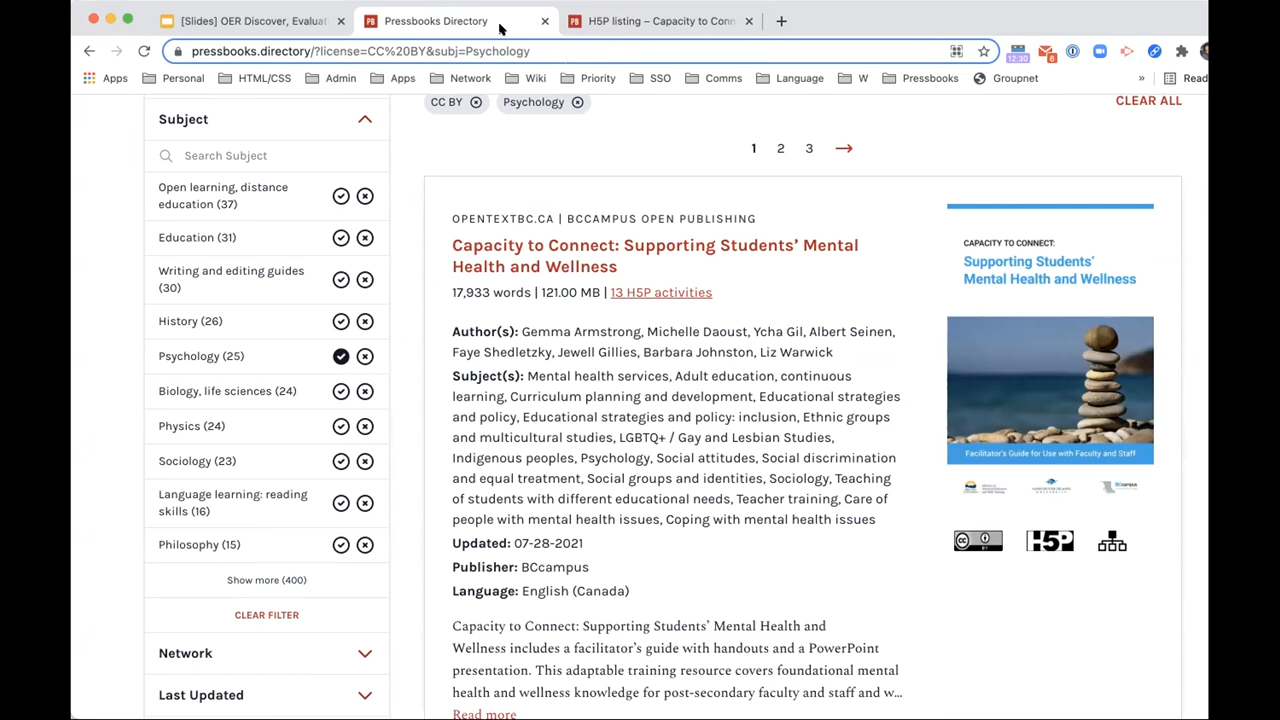 [Slides] OER Discover, Evaluati
Pressbooks Directory
H5P listing – Capacity to Conn
pressbooks.directory/?license=CC%20BY&subj=Psychology
12:30
6
Apps
Personal
HTML/CSS
Admin
Apps
Network
Wiki
Priority
SSO
Comms
Language
W
Pressbooks
Groupnet
»
Read
CC BY
Psychology
CLEAR ALL
Subject
Search Subject
Open learning, distance
education (37)
Education (31)
Writing and editing guides
(30)
History (26)
Psychology (25)
Biology, life sciences (24)
Physics (24)
Sociology (23)
Language learning: reading
skills (16)
Philosophy (15)
Show more (400)
CLEAR FILTER
Network
Last Updated
1 2 3
OPENTEXTBC.CA | BCCAMPUS OPEN PUBLISHING
Capacity to Connect: Supporting Students’ Mental
Health and Wellness
17,933 words | 121.00 MB | 13 H5P activities
Author(s): Gemma Armstrong, Michelle Daoust, Ycha Gil, Albert Seinen,
Faye Shedletzky, Jewell Gillies, Barbara Johnston, Liz Warwick
Subject(s): Mental health services, Adult education, continuous
learning, Curriculum planning and development, Educational strategies
and policy, Educational strategies and policy: inclusion, Ethnic groups
and multicultural studies, LGBTQ+ / Gay and Lesbian Studies,
Indigenous peoples, Psychology, Social attitudes, Social discrimination
and equal treatment, Social groups and identities, Sociology, Teaching
of students with different educational needs, Teacher training, Care of
people with mental health issues, Coping with mental health issues
Updated: 07-28-2021
Publisher: BCcampus
Language: English (Canada)
Capacity to Connect: Supporting Students’ Mental Health and
Wellness includes a facilitator’s guide with handouts and a PowerPoint
presentation. This adaptable training resource covers foundational mental
health and wellness knowledge for post-secondary faculty and staff and w…
Read more
CAPACITY TO CONNECT:
Supporting Students’
Mental Health and Wellness
Facilitator’s Guide for Use with Faculty and Staff
CC BY
H5P